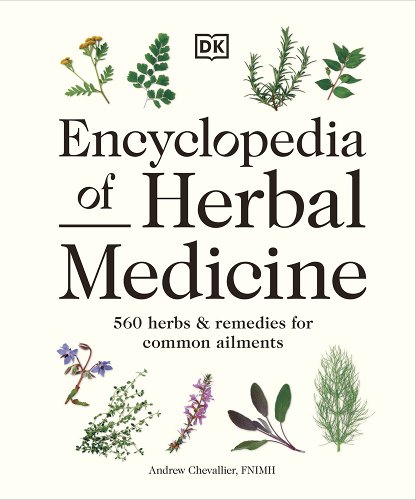 DK
Encyclopedia
of Herbal
Medicine
560 herbs & remedies for
common ailments
Andrew Chevallier, FNIMH